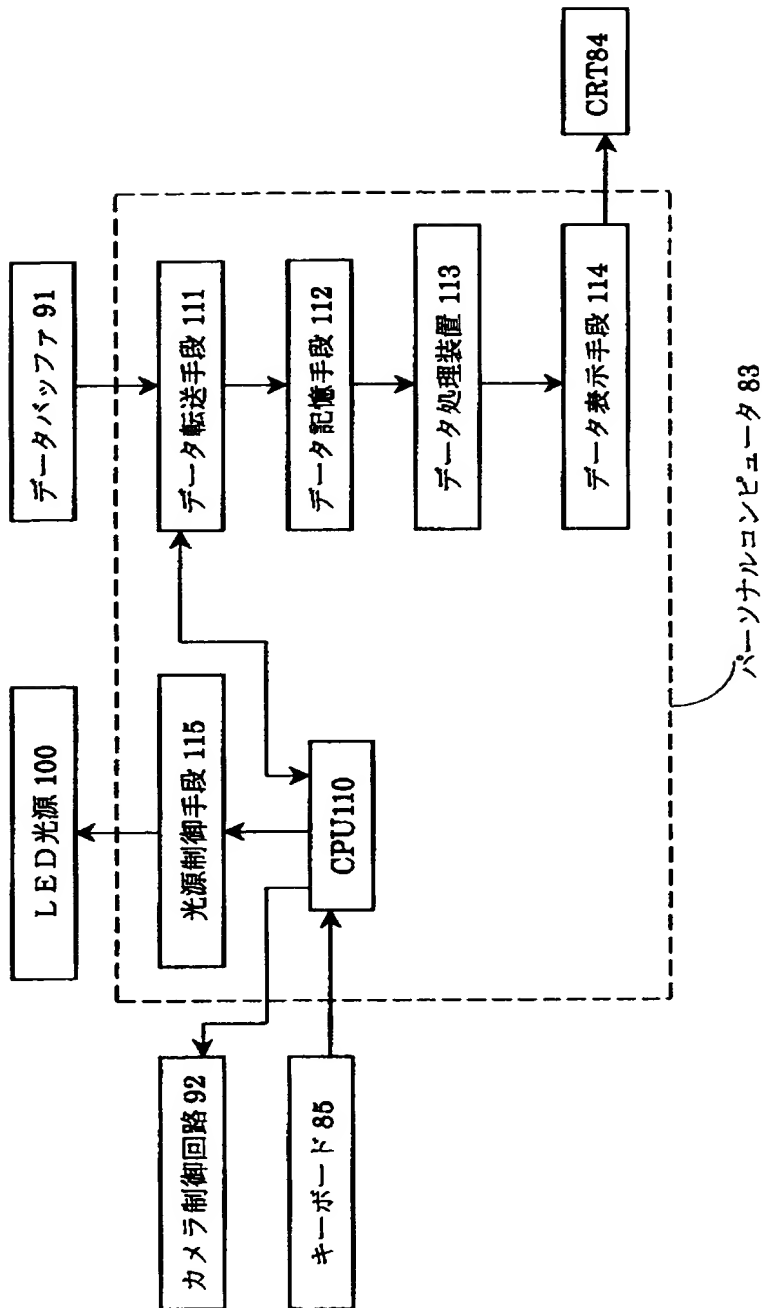 LED光源 100
データバッファ 91
カメラ制御回路 92
光源制御手段 115
データ転送手段 111
キーボード 85
CPU110
データ記憶手段 112
データ処理装置 113
データ表示手段 114
CRT84
パーソナルコンピュータ 83